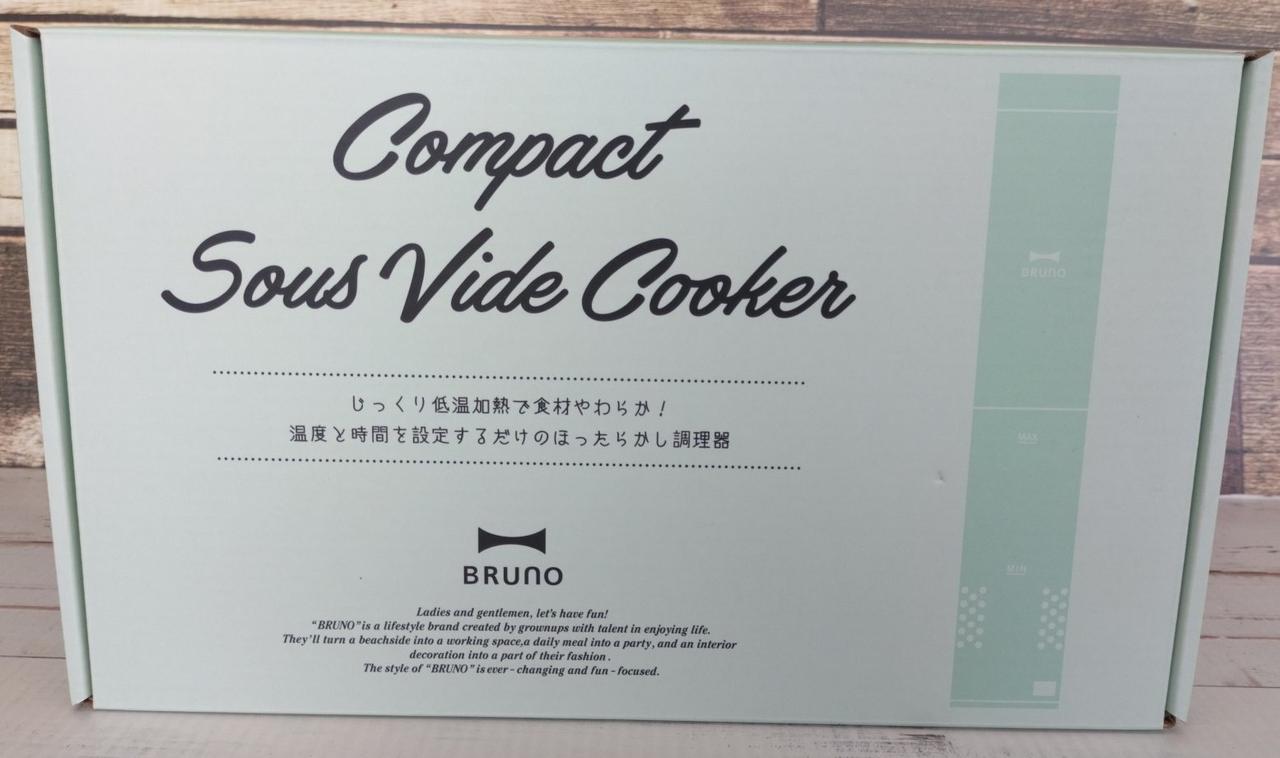 Compact
Sous Vide Cooker
じっくり低温加熱で食材やわらか！
温度と時間を設定するだけのほったらかし調理器
BRUNO
Ladies and gentlemen, let's have fun!
“BRUNO” is a lifestyle brand created by grownups with talent in enjoying life.
They'll turn a beachside into a working space,a daily meal into a party, and an interior
decoration into a part of their fashion .
The style of “BRUNO” is ever - changing and fun - focused.
BRUNO
MAX
MIN